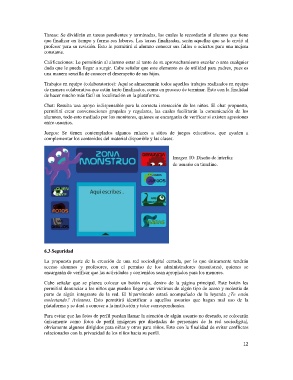 Tareas: Se dividirán en tareas pendientes y terminadas, las cuales le recordarán al alumno que tiene
que finalizar en tiempo y forma sus labores. Las tareas finalizadas, serán aquellas que se le envió al
profesor para su revisión. Esto le permitirá al alumno conocer sus fallas o aciertos para una mejora
constante.
Calificaciones: Le permitirán al alumno estar al tanto de su aprovechamiento escolar o ante cualquier
duda que le pueda llegar a surgir. Cabe señalar que este elemento es de utilidad para padres, pues es
una manera sencilla de conocer el desempeño de sus hijos.
Trabajos en equipo (colaborativos): Aquí se almacenarán todos aquellos trabajos realizados en equipo
de manera colaborativa que están tanto finalizados, como en proceso de terminar. Esto con la finalidad
de hacer mucho más fácil su localización en la plataforma.
Chat: Resulta una apoyo indispensable para la correcta interacción de los niños. El chat propuesto,
permitirá crear conversaciones grupales y regulares, las cuales facilitarán la comunicación de los
alumnos, todo esto mediado por los monitores, quienes se encargarán de verificar si existen agresiones
entre usuarios.
Juegos: Se tienen contemplados algunos enlaces a sitios de juegos educativos, que ayuden a
complementar los contenidos del material disponible y las clases.
ZONA
MONSTRUO
Aquí escribes .
FOTOS
Imagen 10: Diseño de interfaz
de usuario en timeline.
6.3 Seguridad
La propuesta parte de la creación de una red sociodigital cerrada, por lo que únicamente tendrán
acceso alumnos y profesores, con el permiso de los administradores (monitores), quienes se
encargarán de verificar que las actividades y contenidos sean apropiados para los menores.
Cabe señalar que se planea colocar un botón rojo, dentro de la página principal. Este botón les
permitirá denunciar a los niños que puedan llegar a ser víctimas de algún tipo de acoso y molestia de
parte de algún integrante de la red. El hipervínculo estará acompañado de la leyenda ¿Te están
molestando? Avísanos. Esto permitirá identificar a aquellos usuarios que hagan mal uso de la
plataforma y se dará a conocer a la institución y tutor correspondientes.
Para evitar que las fotos de perfil puedan llamar la atención de algún usuario no deseado, se colocarán
únicamente como fotos de perfil imágenes pre diseñadas de personajes de la red sociodigital,
obviamente algunos dirigidos para niñas y otros para niños. Esto con la finalidad de evitar conflictos
relacionados con la privacidad de los niños hacia su perfil.
12